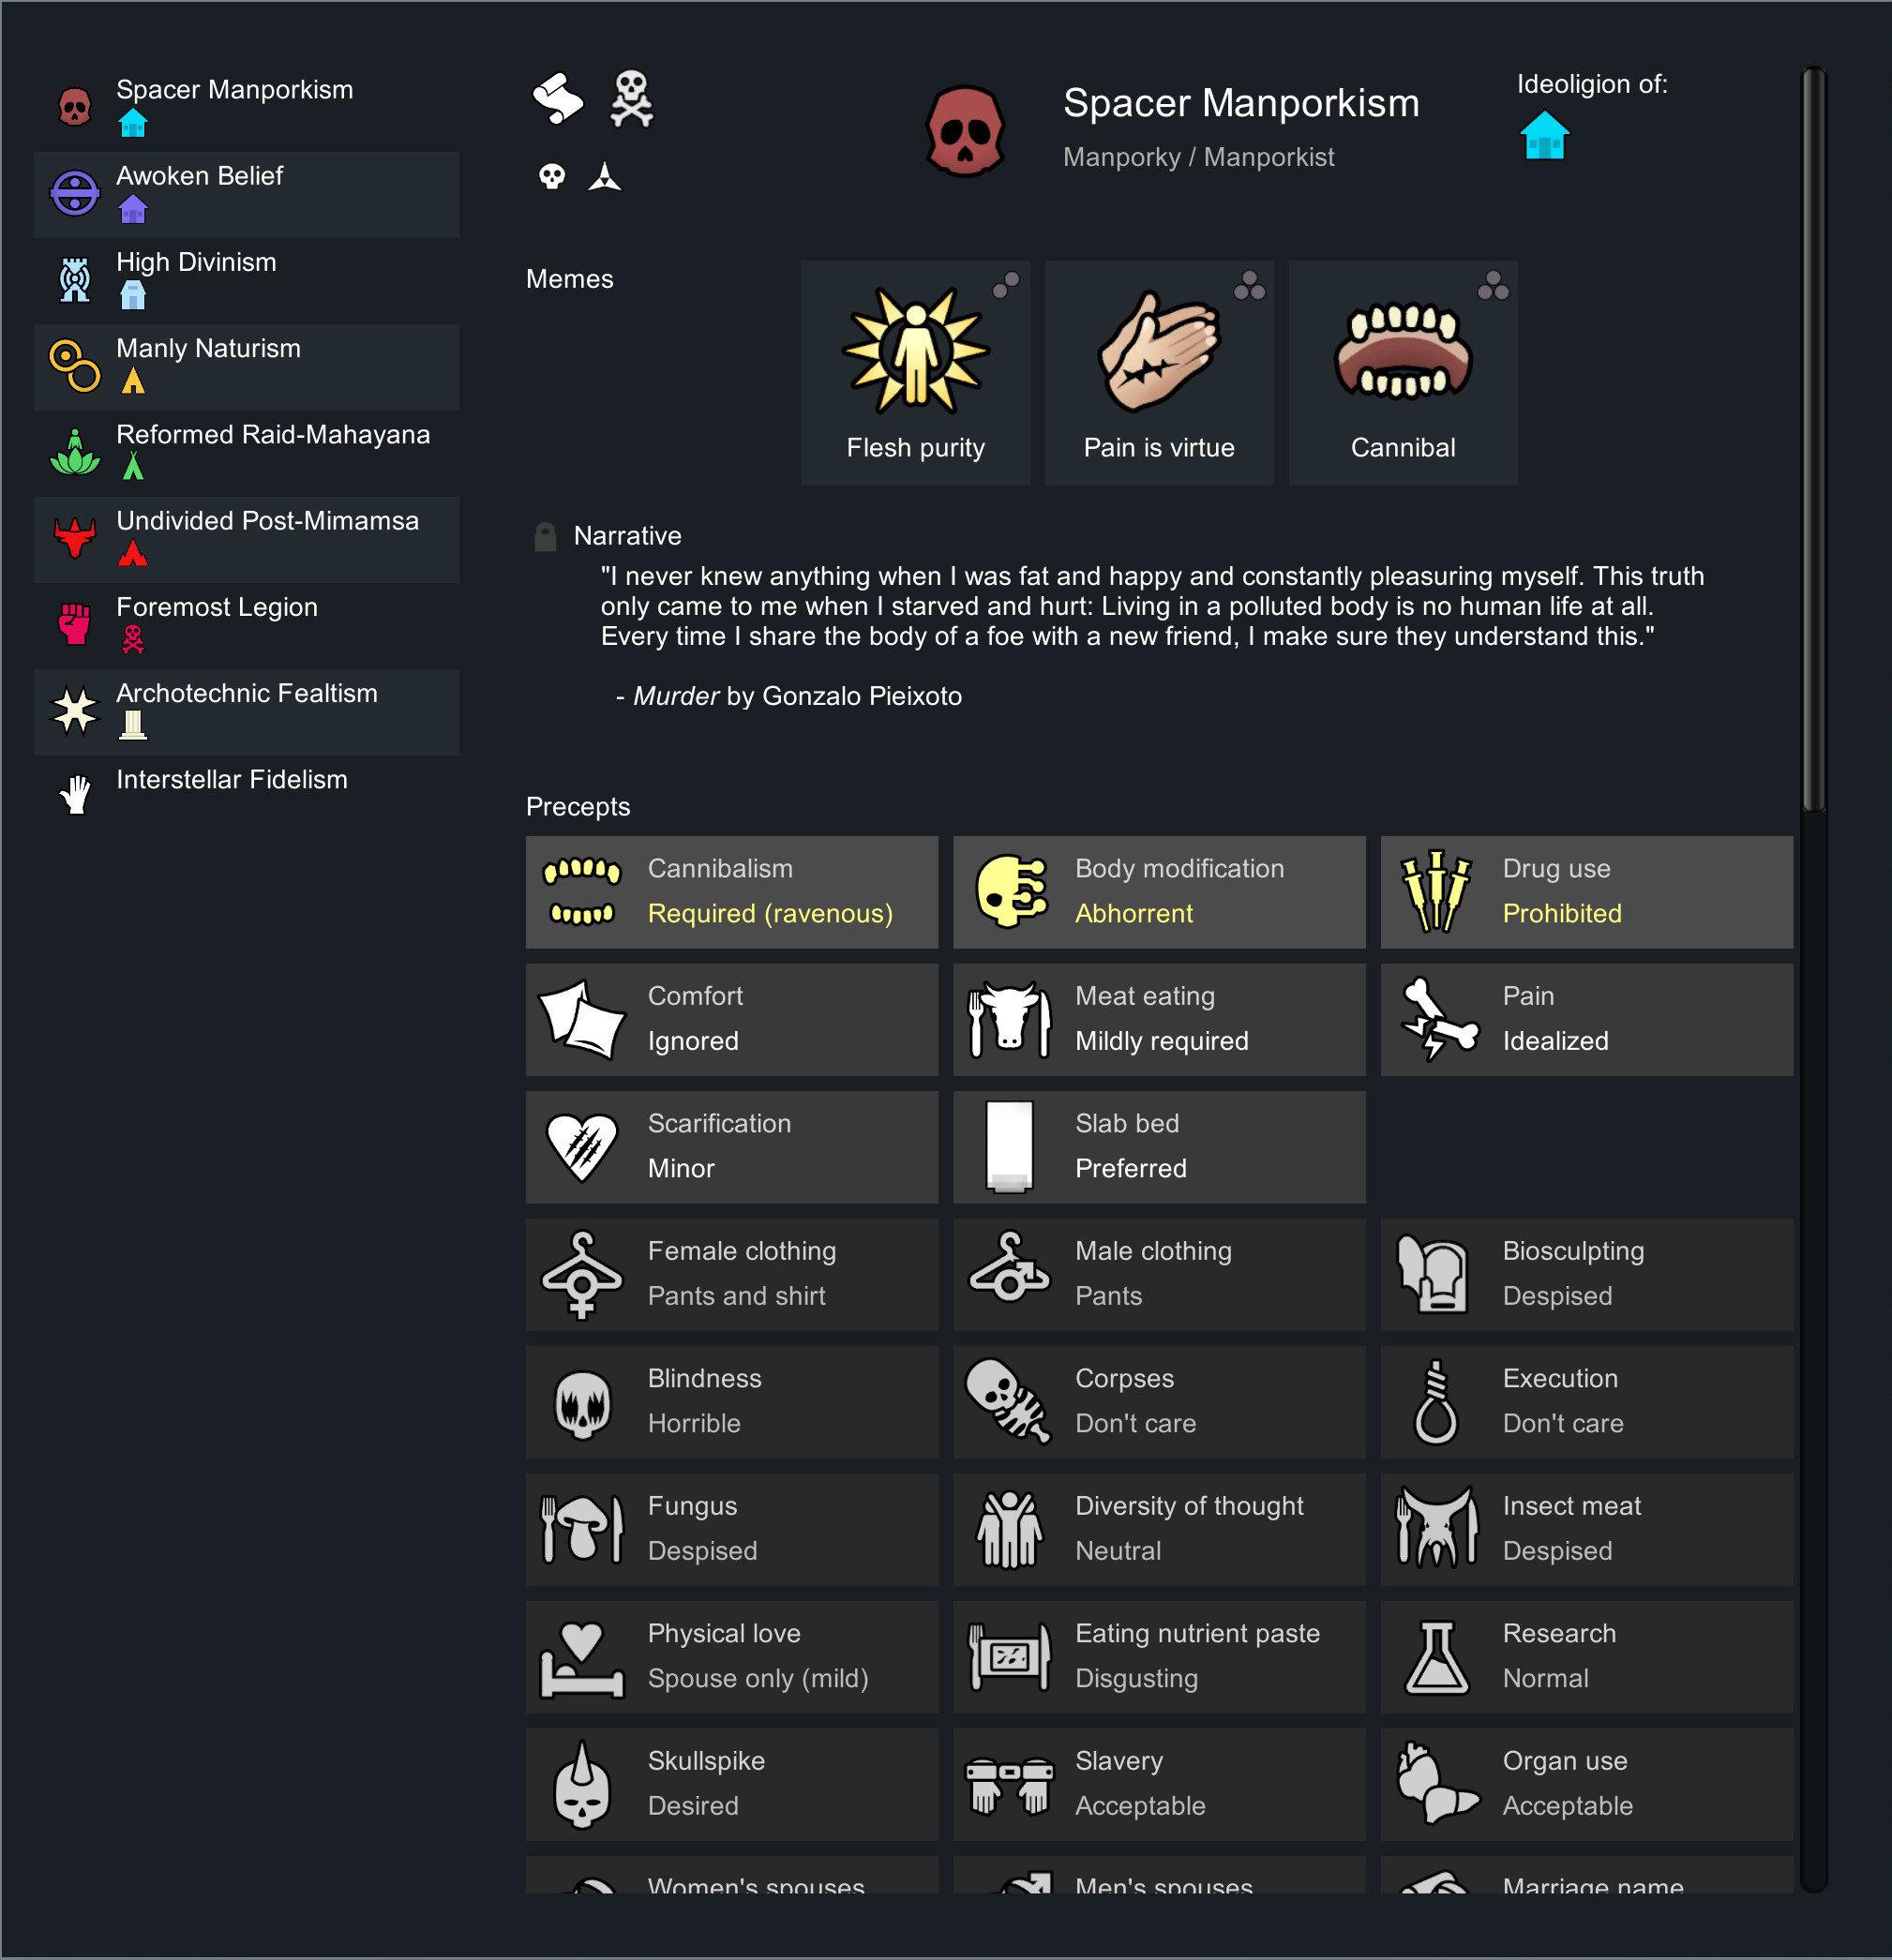 Spacer Manporkism
Awoken Belief
High Divinism
Manly Naturism
Reformed Raid-Mahayana
Undivided Post-Mimamsa
Foremost Legion
Archotechnic Fealtism
Interstellar Fidelism
Spacer Manporkism
Manporky / Manporkist
Ideoligion of:
Memes
Flesh purity
Pain is virtue
Cannibal
Narrative
"I never knew anything when I was fat and happy and constantly pleasuring myself. This truth
only came to me when I starved and hurt: Living in a polluted body is no human life at all.
Every time I share the body of a foe with a new friend, I make sure they understand this."
- Murder by Gonzalo Pieixoto
Precepts
Cannibalism
Required (ravenous)
Body modification
Abhorrent
Drug use
Prohibited
Comfort
Ignored
Meat eating
Mildly required
Pain
Idealized
Scarification
Minor
Slab bed
Preferred
Female clothing
Pants and shirt
Male clothing
Pants
Biosculpting
Despised
Blindness
Horrible
Corpses
Don't care
Execution
Don't care
Fungus
Despised
Diversity of thought
Neutral
Insect meat
Despised
Physical love
Spouse only (mild)
Eating nutrient paste
Disgusting
Research
Normal
Skullspike
Desired
Slavery
Acceptable
Organ use
Acceptable
Women's spouses
Men's spouses
Marriage name